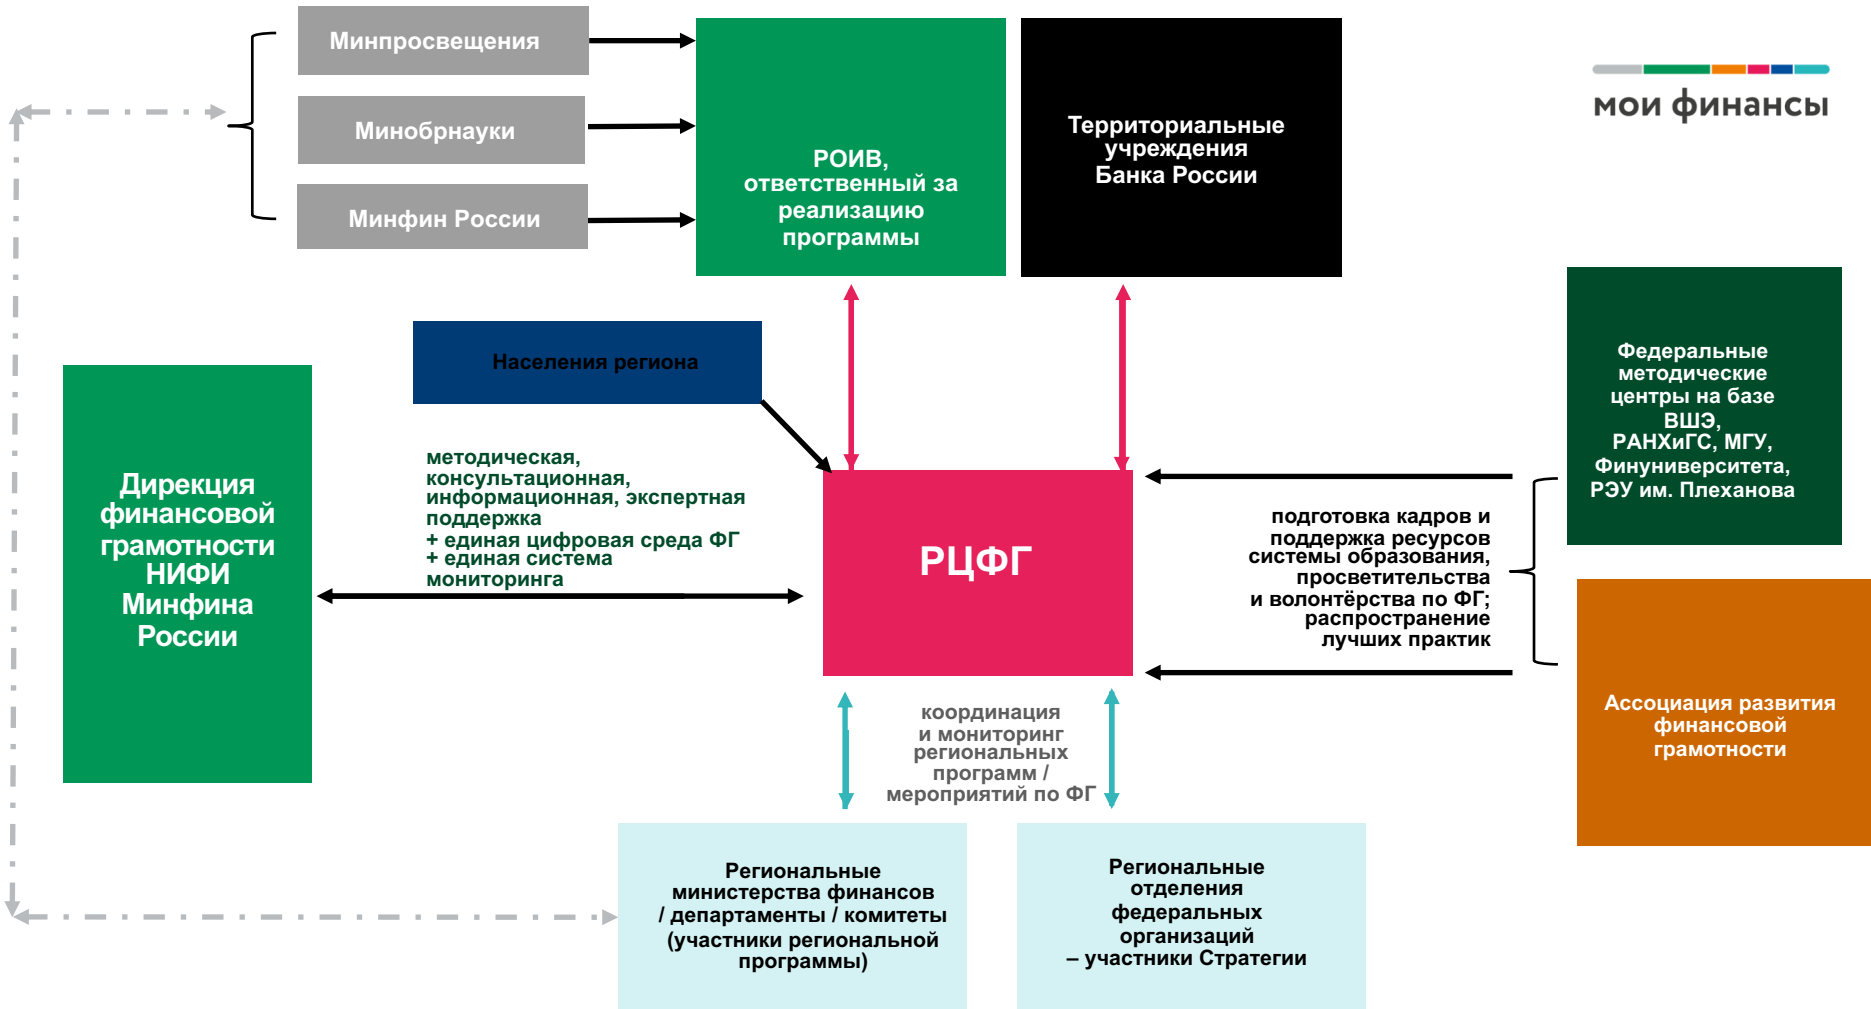 Минпросвещения
Минобрнауки
Минфин России
РОИВ,
ответственный за
реализацию
программы
Территориальные
учреждения
Банка России
мои финансы
Населения региона
Дирекция
финансовой
грамотности
НИФИ
Минфина
России
методическая,
консультационная,
информационная, экспертная
поддержка
+ единая цифровая среда ФГ
+ единая система
мониторинга
РЦФГ
Федеральные
методические
центры на базе
ВШЭ,
РАНХиГС, МГУ,
Финуниверситета,
РЭУ им. Плеханова
подготовка кадров и
поддержка ресурсов
системы образования,
просветительства
и волонтёрства по ФГ;
распространение
лучших практик
Ассоциация развития
финансовой
грамотности
координация
и мониторинг
региональных
программ /
мероприятий по ФГ
Региональные
министерства финансов
/ департаменты / комитеты
(участники региональной
программы)
Региональные
отделения
федеральных
организаций
– участники Стратегии